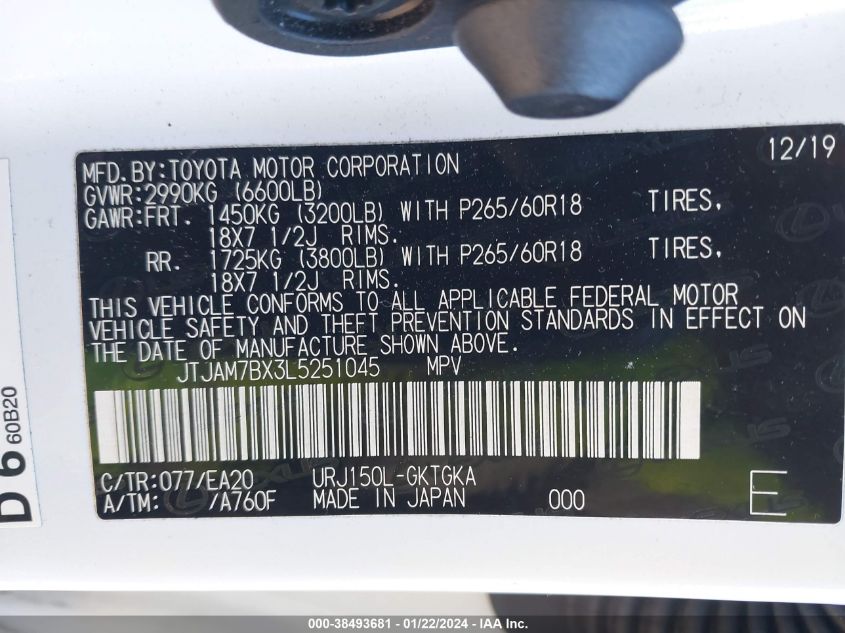 MFD. BY: TOYOTA MOTOR CORPORATION 12/19
GVWR: 2990KG (6600LB)
GAWR: FRT. 1450KG (3200LB) WITH P265/60R18 TIRES,
18X7 1/2J RIMS.
RR. 1725KG (3800LB) WITH P265/60R18 TIRES,
18X7 1/2J RIMS.
THIS VEHICLE CONFORMS TO ALL APPLICABLE FEDERAL MOTOR
VEHICLE SAFETY AND THEFT PREVENTION STANDARDS IN EFFECT ON
THE DATE OF MANUFACTURE SHOWN ABOVE.
JTJAM7BX3L5251045 MPV
C/TR: 077/EA20 URJ150L-GKTGKA
A/TM: /A760F MADE IN JAPAN 000 E
D 6 60B20
000-38493681 - 01/22/2024 - IAA Inc.